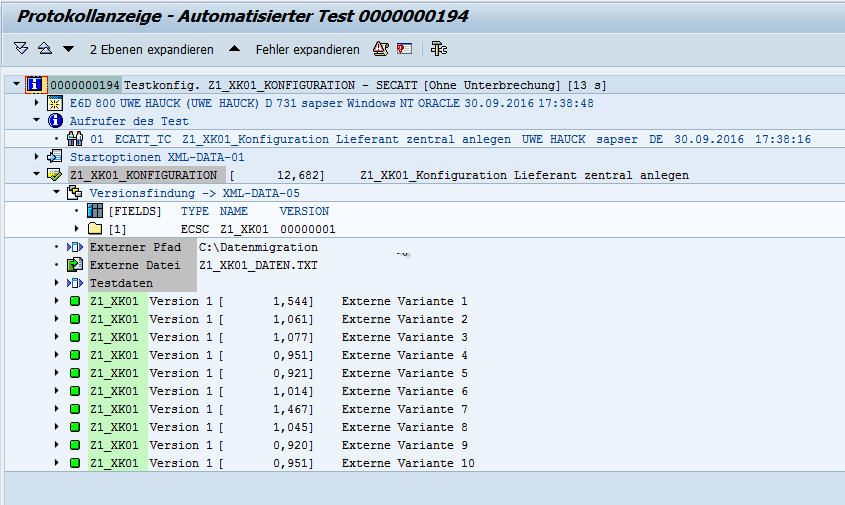 Protokollanzeige - Automatisierter Test 0000000194
2 Ebenen expandieren Fehler expandieren
0000000194 Testkonfig. Z1_XK01_KONFIGURATION - SECATT [Ohne Unterbrechung] [13 s]
E6D 800 UWE HAUCK (UWE HAUCK) D 731 sapser Windows NT ORACLE 30.09.2016 17:38:48
Aufrufer des Test
01 ECATT_TC Z1_XK01_Konfiguration Lieferant zentral anlegen UWE HAUCK sapser DE 30.09.2016 17:38:16
Startoptionen XML-DATA-01
Z1_XK01_KONFIGURATION [ 12,682] Z1_XK01_Konfiguration Lieferant zentral anlegen
Versionsfindung -> XML-DATA-05
[FIELDS] TYPE NAME VERSION
[1] ECSC Z1_XK01 00000001
Externer Pfad C:\Datenmigration
Externe Datei Z1_XK01_DATEN.TXT
Testdaten
Z1_XK01 Version 1 [ 1,544] Externe Variante 1
Z1_XK01 Version 1 [ 1,061] Externe Variante 2
Z1_XK01 Version 1 [ 1,077] Externe Variante 3
Z1_XK01 Version 1 [ 0,951] Externe Variante 4
Z1_XK01 Version 1 [ 0,921] Externe Variante 5
Z1_XK01 Version 1 [ 1,014] Externe Variante 6
Z1_XK01 Version 1 [ 1,467] Externe Variante 7
Z1_XK01 Version 1 [ 1,045] Externe Variante 8
Z1_XK01 Version 1 [ 0,920] Externe Variante 9
Z1_XK01 Version 1 [ 0,951] Externe Variante 10